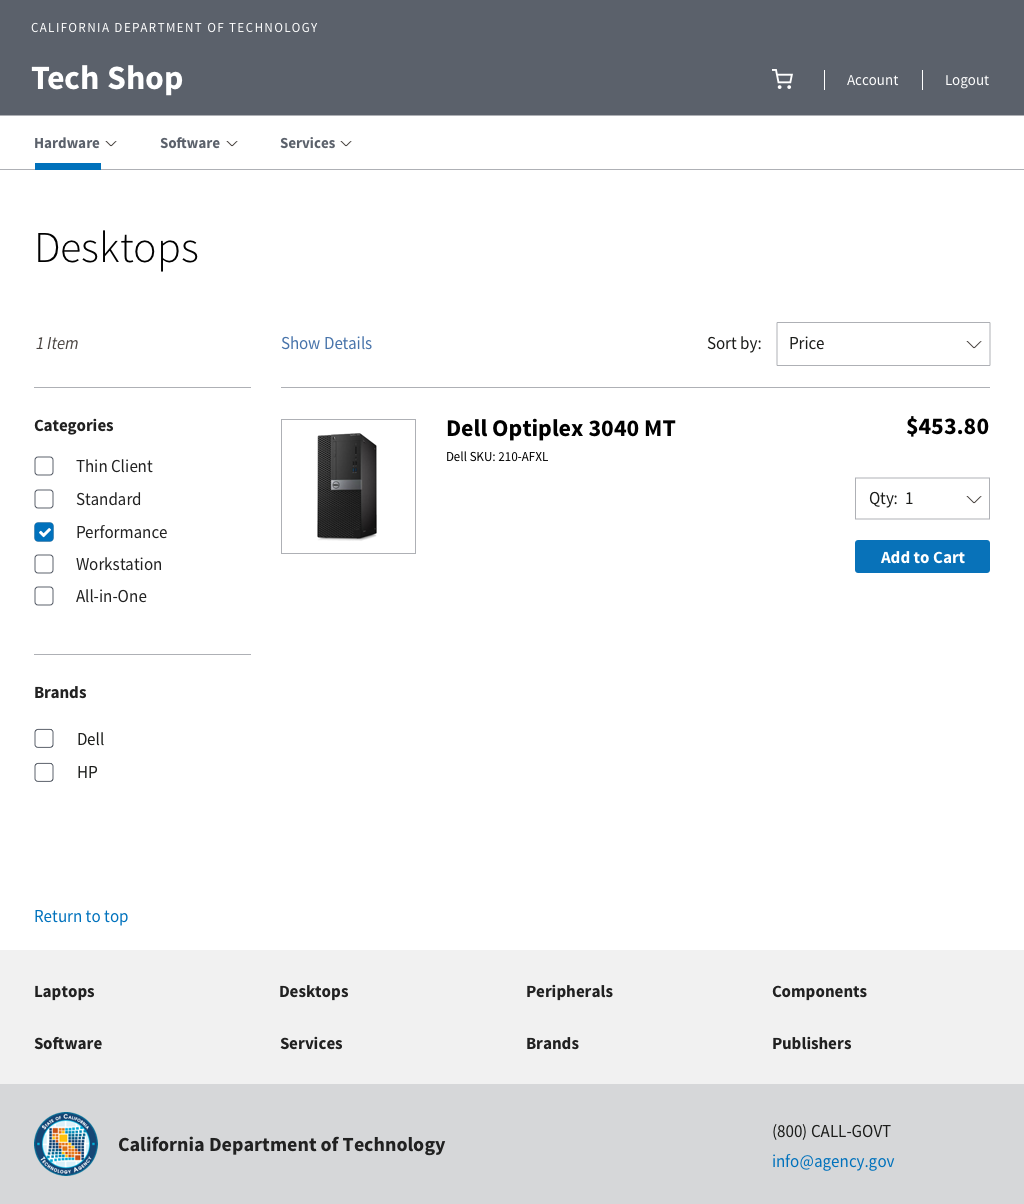 CALIFORNIA DEPARTMENT OF TECHNOLOGY
Tech Shop
Account
Logout
Hardware
Software
Services
Desktops
1 Item
Show Details
Sort by:
Price
Categories
Thin Client
Standard
Performance
Workstation
All-in-One
Brands
Dell
HP
Dell Optiplex 3040 MT
Dell SKU: 210-AFXL
$453.80
Qty: 1
Add to Cart
Return to top
Laptops
Desktops
Peripherals
Components
Software
Services
Brands
Publishers
STATE OF CALIFORNIA
TECHNOLOGY AGENCY
California Department of Technology
(800) CALL-GOVT
info@agency.gov